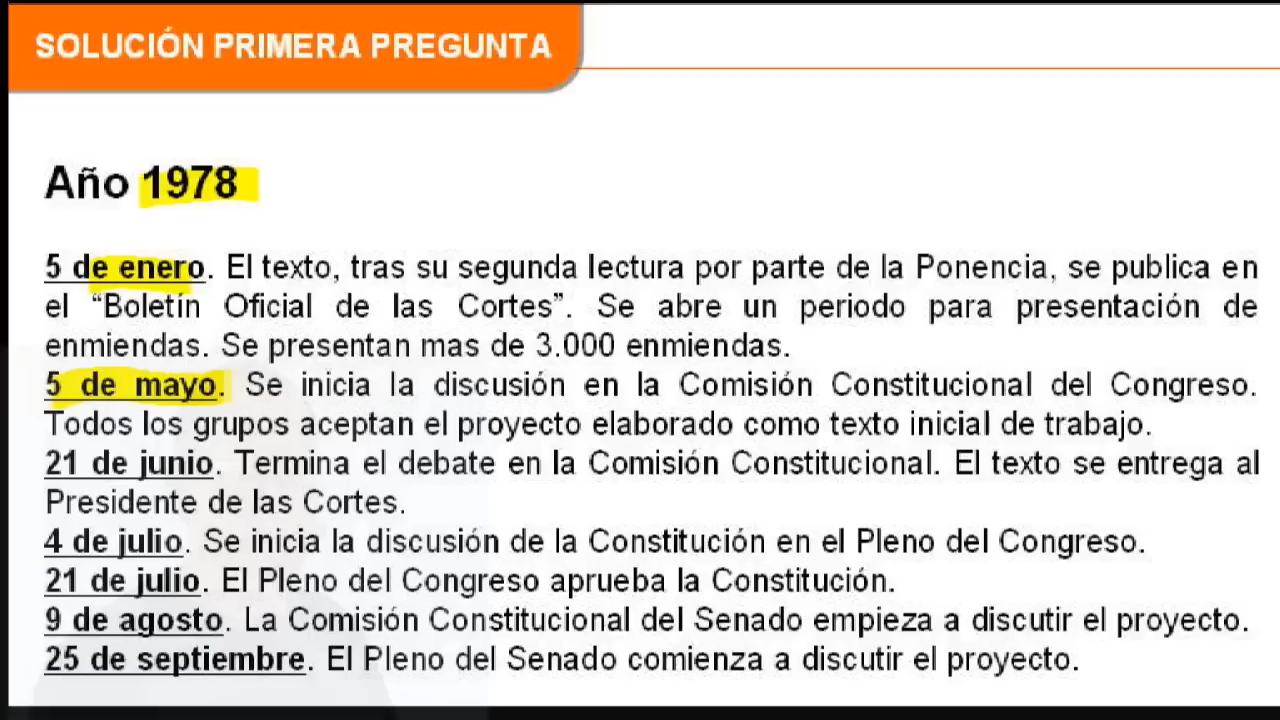 SOLUCIÓN PRIMERA PREGUNTA
Año 1978
5 de enero. El texto, tras su segunda lectura por parte de la Ponencia, se publica en
el “Boletín Oficial de las Cortes”. Se abre un periodo para presentación de
enmiendas. Se presentan mas de 3.000 enmiendas.
5 de mayo. Se inicia la discusión en la Comisión Constitucional del Congreso.
Todos los grupos aceptan el proyecto elaborado como texto inicial de trabajo.
21 de junio. Termina el debate en la Comisión Constitucional. El texto se entrega al
Presidente de las Cortes.
4 de julio. Se inicia la discusión de la Constitución en el Pleno del Congreso.
21 de julio. El Pleno del Congreso aprueba la Constitución.
9 de agosto. La Comisión Constitucional del Senado empieza a discutir el proyecto.
25 de septiembre. El Pleno del Senado comienza a discutir el proyecto.